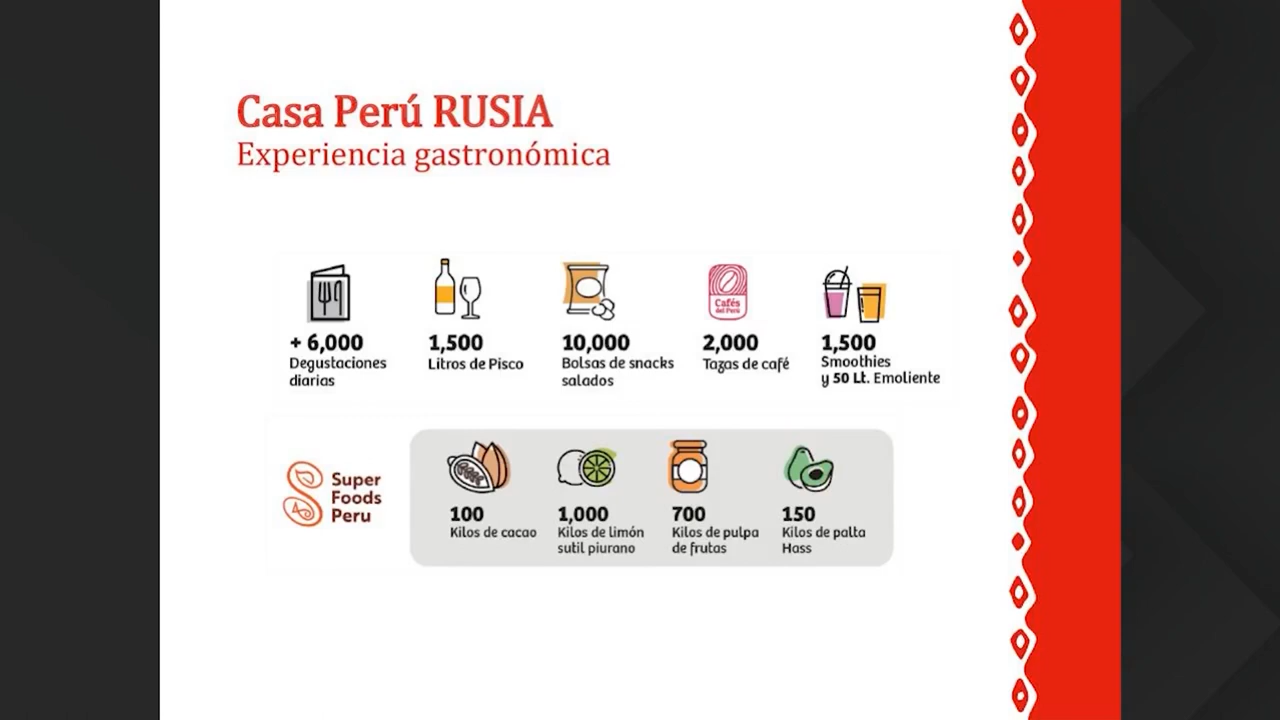 Casa Perú RUSIA
Experiencia gastronómica
+ 6,000
Degustaciones
diarias
1,500
Litros de Pisco
10,000
Bolsas de snacks
salados
Cafés
del Perú
2,000
Tazas de café
1,500
Smoothies
y 50 Lt. Emoliente
Super
Foods
Peru
100
Kilos de cacao
1,000
Kilos de limón
sutil piurano
700
Kilos de pulpa
de frutas
150
Kilos de palta
Hass